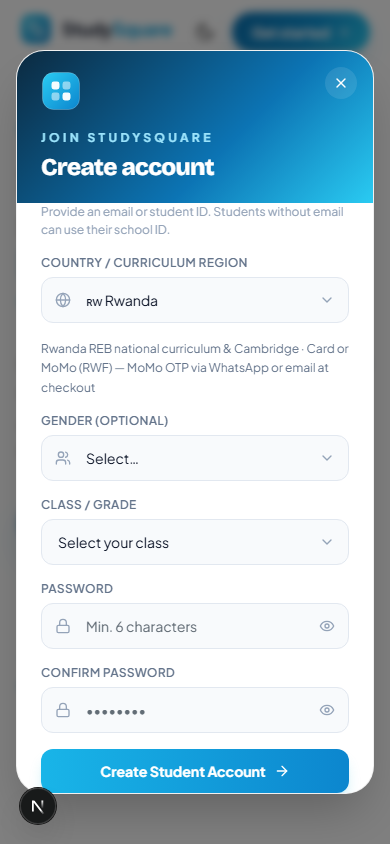 StudySquare
Get started
JOIN STUDYSQUARE
Create account
Provide an email or student ID. Students without email
can use their school ID.
COUNTRY / CURRICULUM REGION
RW Rwanda
Rwanda REB national curriculum & Cambridge · Card or
MoMo (RWF) — MoMo OTP via WhatsApp or email at
checkout
GENDER (OPTIONAL)
Select…
CLASS / GRADE
Select your class
PASSWORD
Min. 6 characters
CONFIRM PASSWORD
••••••••
Create Student Account →
N